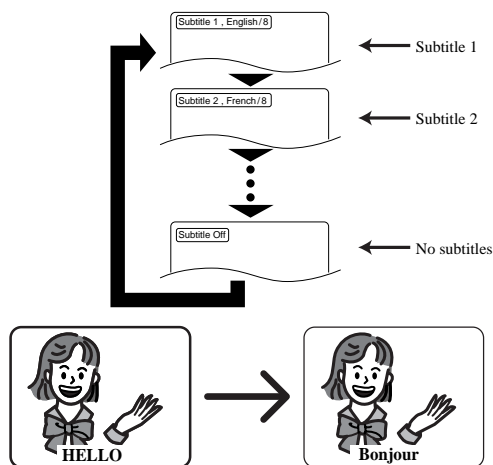 Subtitle 1 , English/8
Subtitle 1
Subtitle 2 , French/8
Subtitle 2
Subtitle Off
No subtitles
HELLO
Bonjour